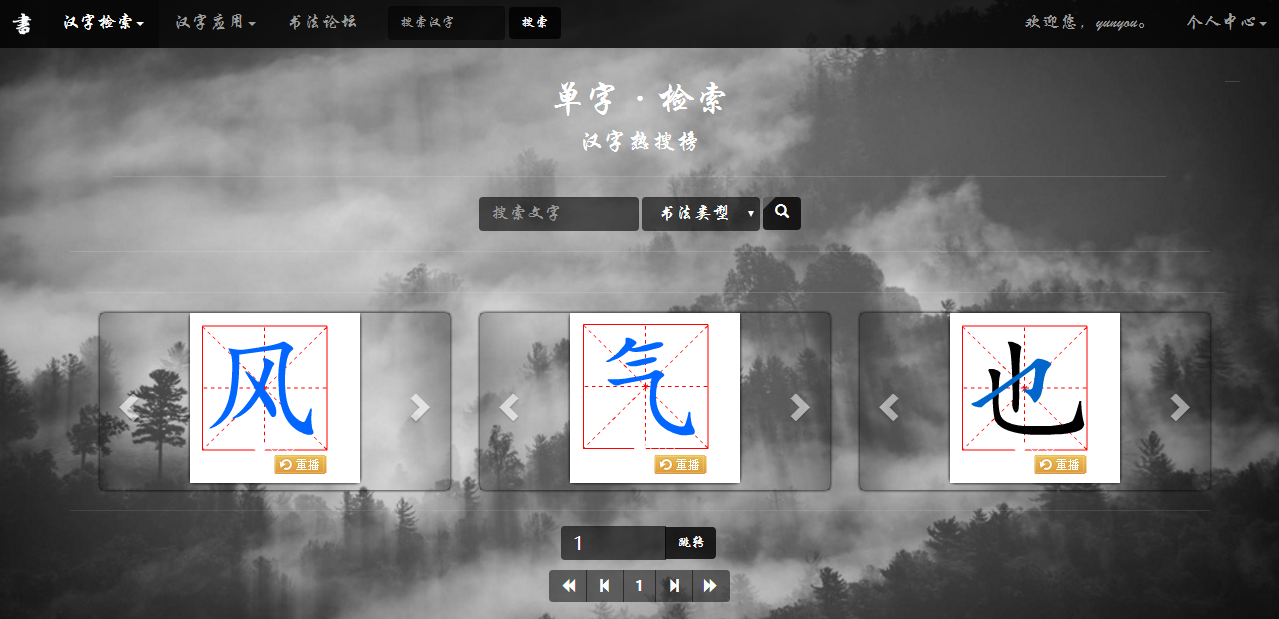 書 汉字检索 汉字应用 书法论坛 搜索汉字 搜索 欢迎您，yunyou。 个人中心
单字·检索
汉字热搜榜
搜索文字 书法类型
风 气 也
重播 重播 重播
1 跳转
1